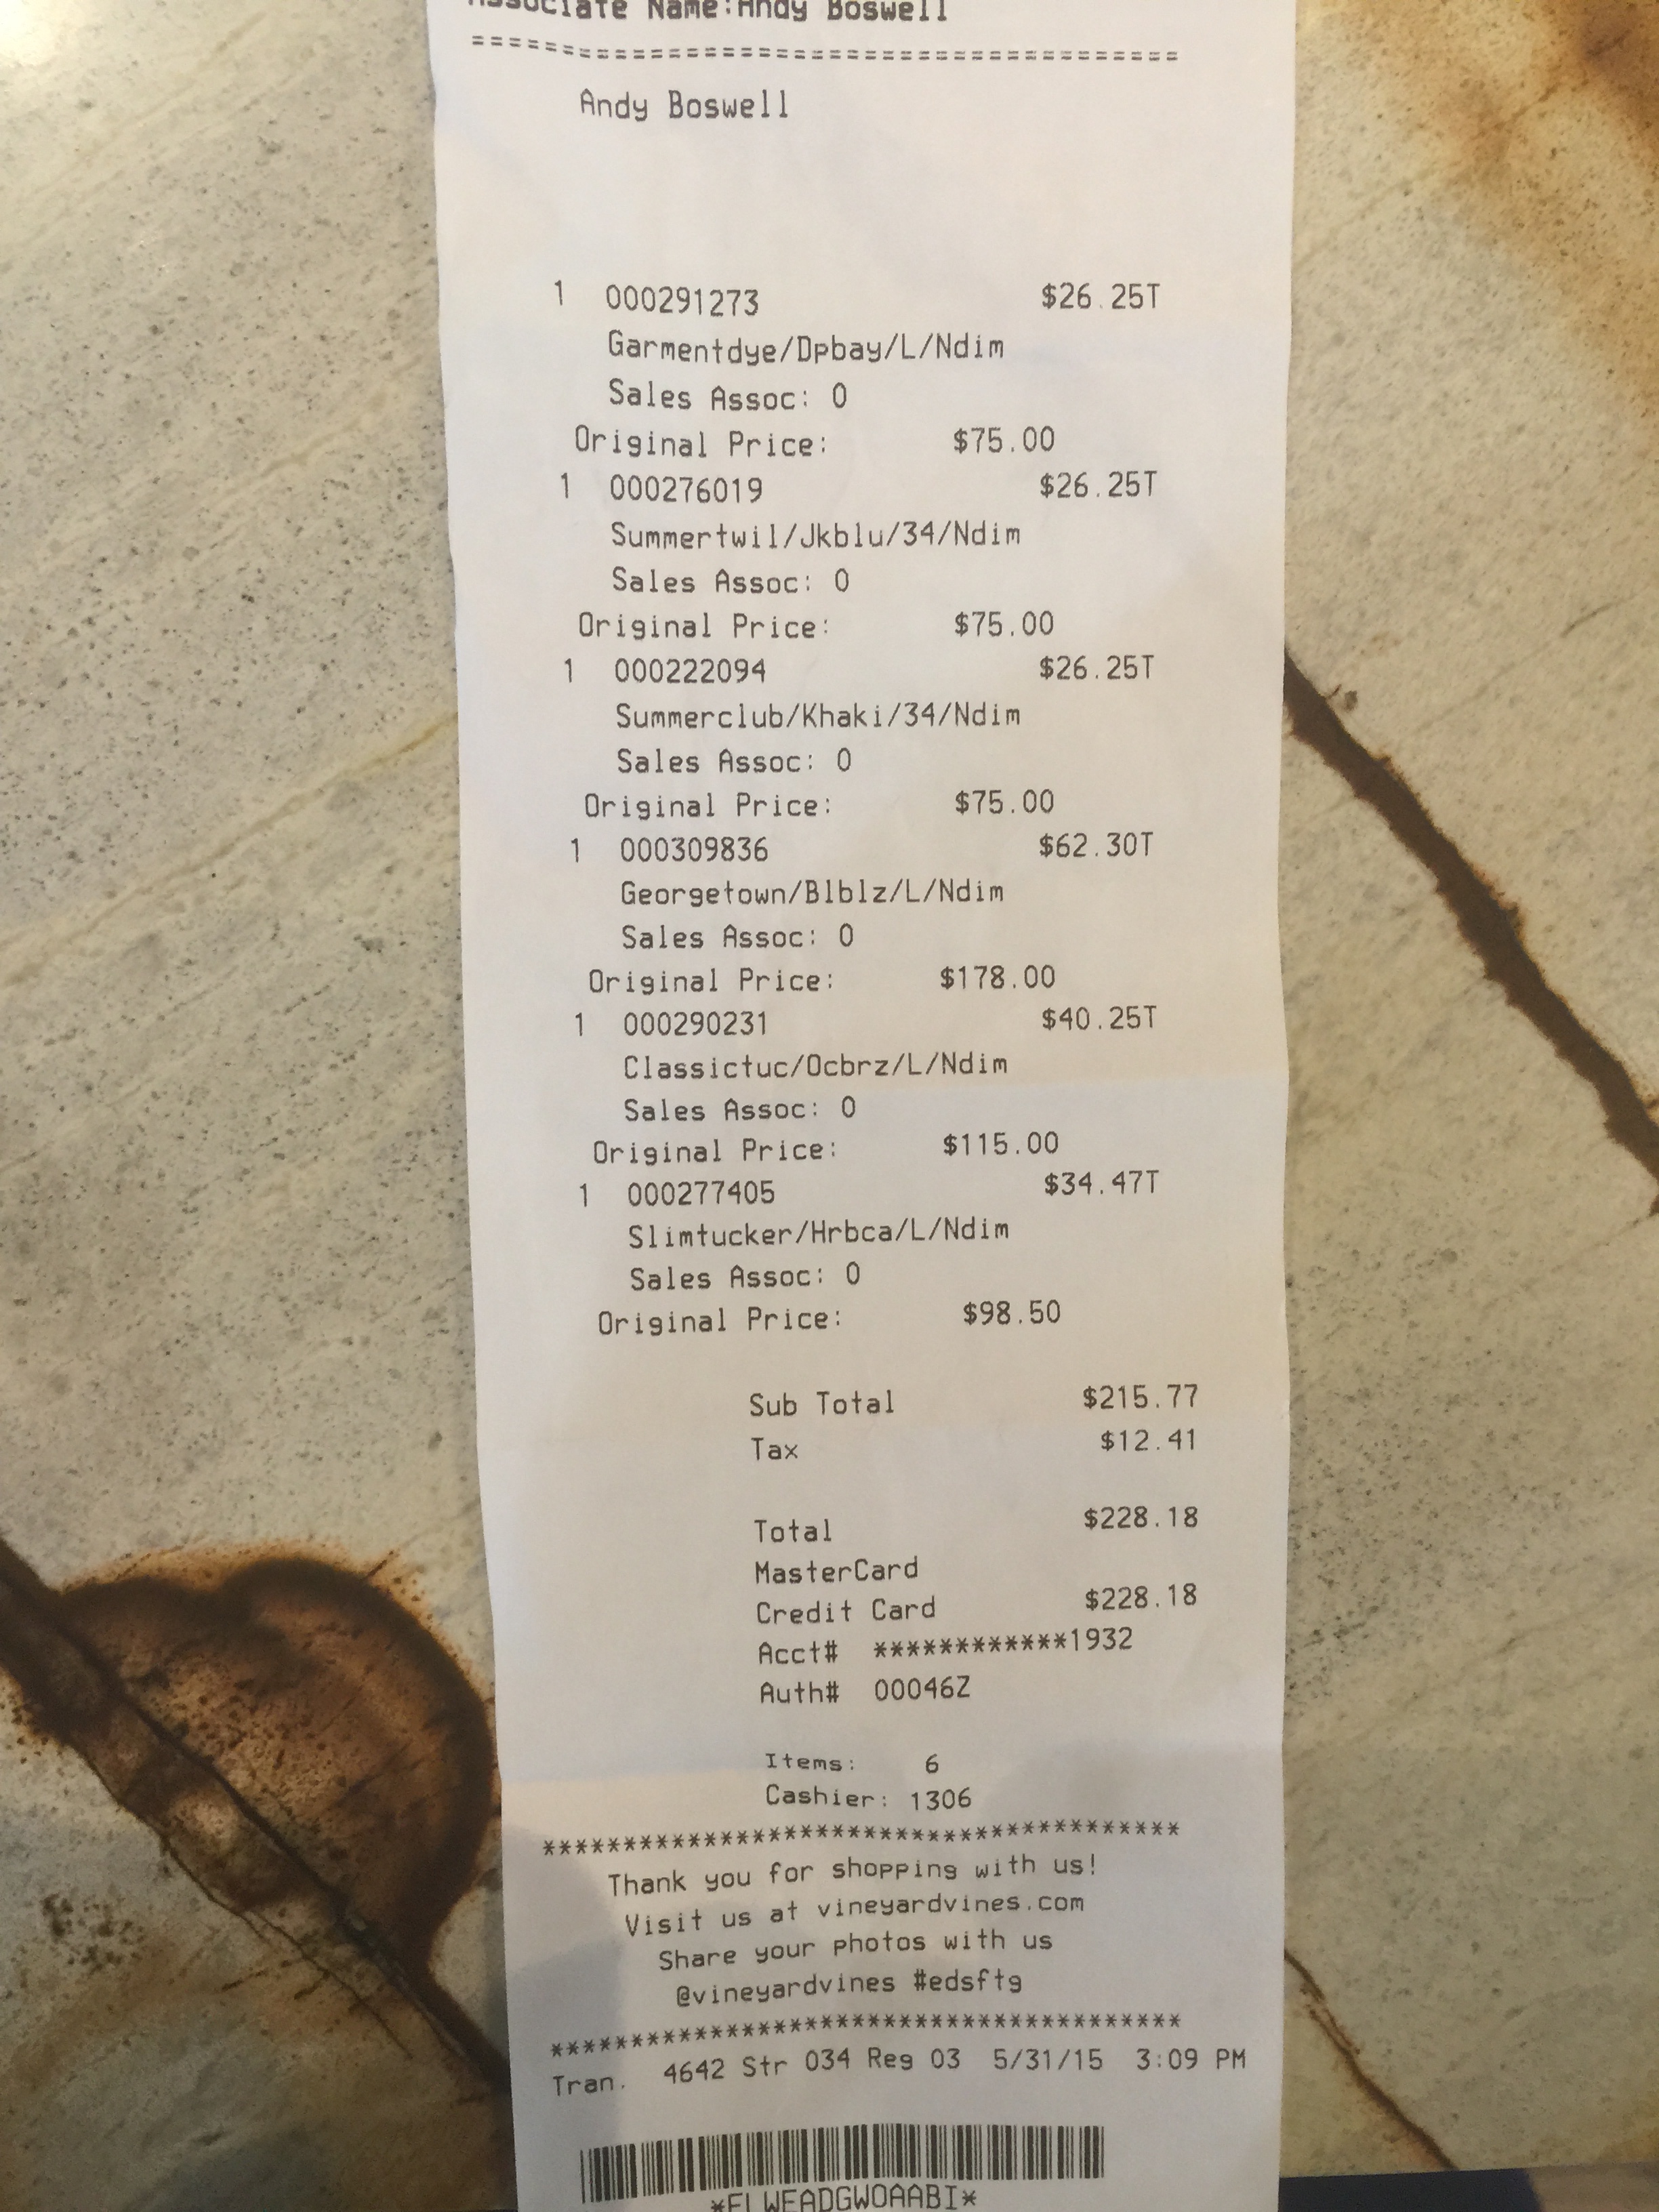 Associate Name:Andy Boswell
========================================
Andy Boswell
1 000291273 $26.25T
Garmentdye/Dpbay/L/Ndim
Sales Assoc: 0
Original Price: $75.00
1 000276019 $26.25T
Summertwil/Jkblu/34/Ndim
Sales Assoc: 0
Original Price: $75.00
1 000222094 $26.25T
Summerclub/Khaki/34/Ndim
Sales Assoc: 0
Original Price: $75.00
1 000309836 $62.30T
Georgetown/Blblz/L/Ndim
Sales Assoc: 0
Original Price: $178.00
1 000290231 $40.25T
Classictuc/Ocbrz/L/Ndim
Sales Assoc: 0
Original Price: $115.00
1 000277405 $34.47T
Slimtucker/Hrbca/L/Ndim
Sales Assoc: 0
Original Price: $98.50
Sub Total $215.77
Tax $12.41
Total $228.18
MasterCard
Credit Card $228.18
Acct# ************1932
Auth# 00046Z
Items: 6
Cashier: 1306
****************************************
Thank you for shopping with us!
Visit us at vineyardvines.com
Share your photos with us
@vineyardvines #edsftg
****************************************
Tran. 4642 Str 034 Reg 03 5/31/15 3:09 PM